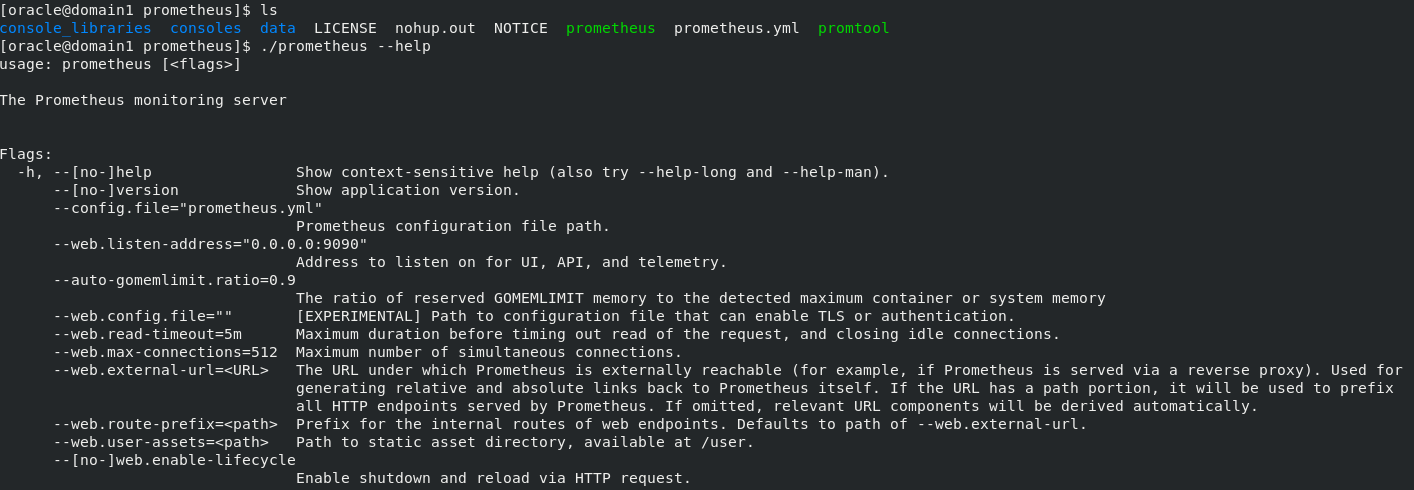 [oracle@domain1 prometheus]$ ls
console_libraries  consoles  data  LICENSE  nohup.out  NOTICE  prometheus  prometheus.yml  promtool
[oracle@domain1 prometheus]$ ./prometheus --help
usage: prometheus [<flags>]

The Prometheus monitoring server


Flags:
  -h, --[no-]help                Show context-sensitive help (also try --help-long and --help-man).
      --[no-]version             Show application version.
      --config.file="prometheus.yml"
                                 Prometheus configuration file path.
      --web.listen-address="0.0.0.0:9090"
                                 Address to listen on for UI, API, and telemetry.
      --auto-gomemlimit.ratio=0.9
                                 The ratio of reserved GOMEMLIMIT memory to the detected maximum container or system memory
      --web.config.file=""       [EXPERIMENTAL] Path to configuration file that can enable TLS or authentication.
      --web.read-timeout=5m      Maximum duration before timing out read of the request, and closing idle connections.
      --web.max-connections=512  Maximum number of simultaneous connections.
      --web.external-url=<URL>   The URL under which Prometheus is externally reachable (for example, if Prometheus is served via a reverse proxy). Used for
                                 generating relative and absolute links back to Prometheus itself. If the URL has a path portion, it will be used to prefix
                                 all HTTP endpoints served by Prometheus. If omitted, relevant URL components will be derived automatically.
      --web.route-prefix=<path>  Prefix for the internal routes of web endpoints. Defaults to path of --web.external-url.
      --web.user-assets=<path>   Path to static asset directory, available at /user.
      --[no-]web.enable-lifecycle
                                 Enable shutdown and reload via HTTP request.